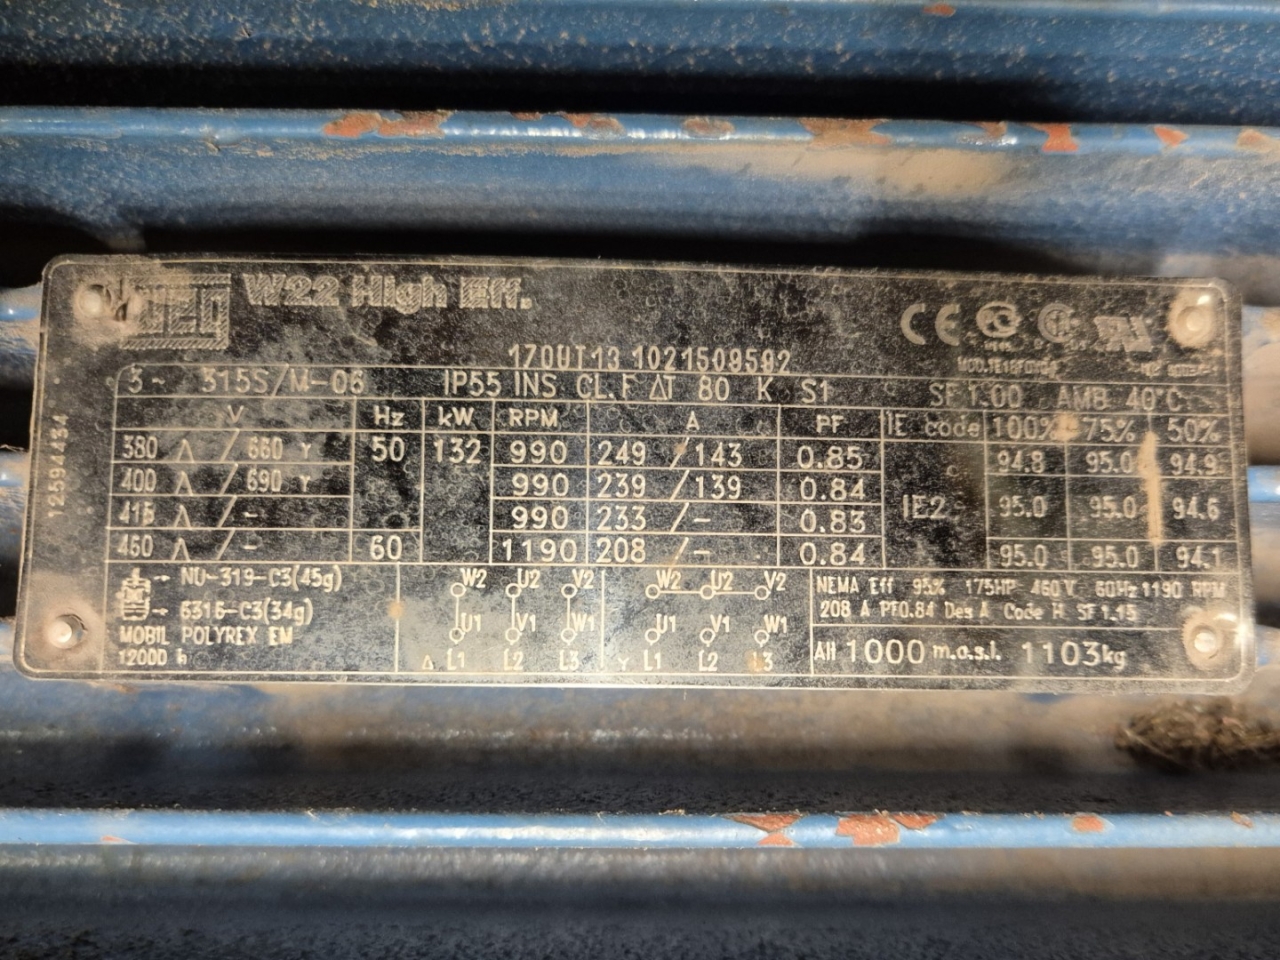 WEG W22 High Eff.
CE
17OUT13 1021509592
3~ 315S/M-06 IP55 INS CL.F ΔT 80 K S1 SF 1.00 AMB 40°C
V Hz kW RPM A PF IE code 100% 75% 50%
380 Δ / 660 Y 50 132 990 249 / 143 0.85 94.8 95.0 94.9
400 Δ / 690 Y 990 239 / 139 0.84 IE2 95.0 95.0 94.6
415 Δ / - 990 233 / - 0.83
460 Δ / - 60 1190 208 / - 0.84 95.0 95.0 94.1
NU-319-C3(45g)
6316-C3(34g)
MOBIL POLYREX EM
12000 h
W2 U2 V2 W2 U2 V2
U1 V1 W1 U1 V1 W1
Δ L1 L2 L3 Y L1 L2 L3
NEMA Eff 95% 175HP 460V 60Hz 1190 RPM
208 A PF0.84 Des A Code H SF1.15
Alt 1000 m.a.s.l. 1103kg